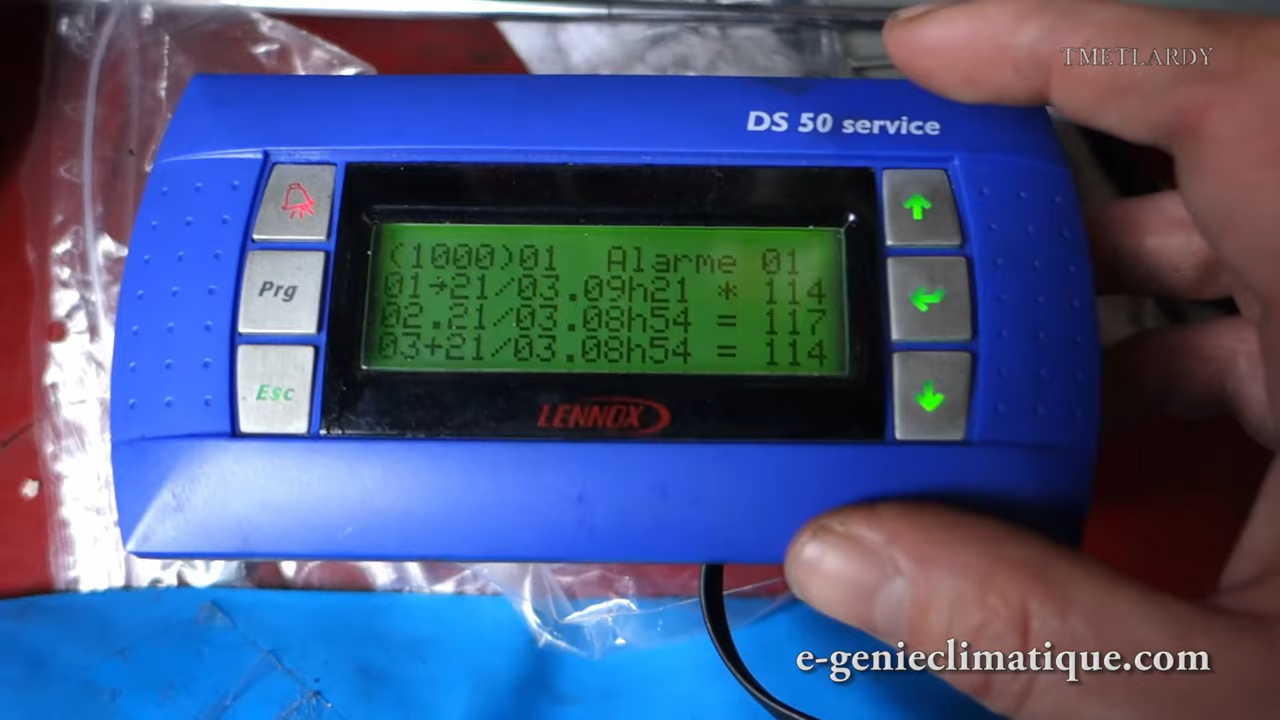 TMETLARDY
DS 50 service
(1000)01 Alarme 01
01→21/03.09h21 * 114
02.21/03.08h54 = 117
03+21/03.08h54 = 114
Prg
Esc
LENNOX
e-genieclimatique.com